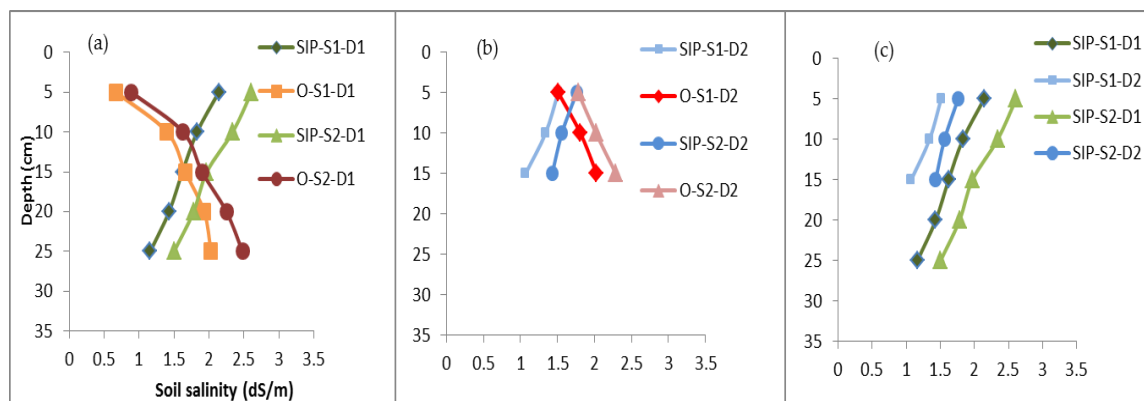 (a)
SIP-S1-D1
O-S1-D1
SIP-S2-D1
O-S2-D1
Depth (cm)
0
5
10
15
20
25
30
35
0 0.5 1 1.5 2 2.5 3 3.5
Soil salinity (dS/m)
(b)
SIP-S1-D2
O-S1-D2
SIP-S2-D2
O-S2-D2
0
5
10
15
20
25
30
35
0 0.5 1 1.5 2 2.5 3 3.5
(c)
SIP-S1-D1
SIP-S1-D2
SIP-S2-D1
SIP-S2-D2
0
5
10
15
20
25
30
35
0 0.5 1 1.5 2 2.5 3 3.5